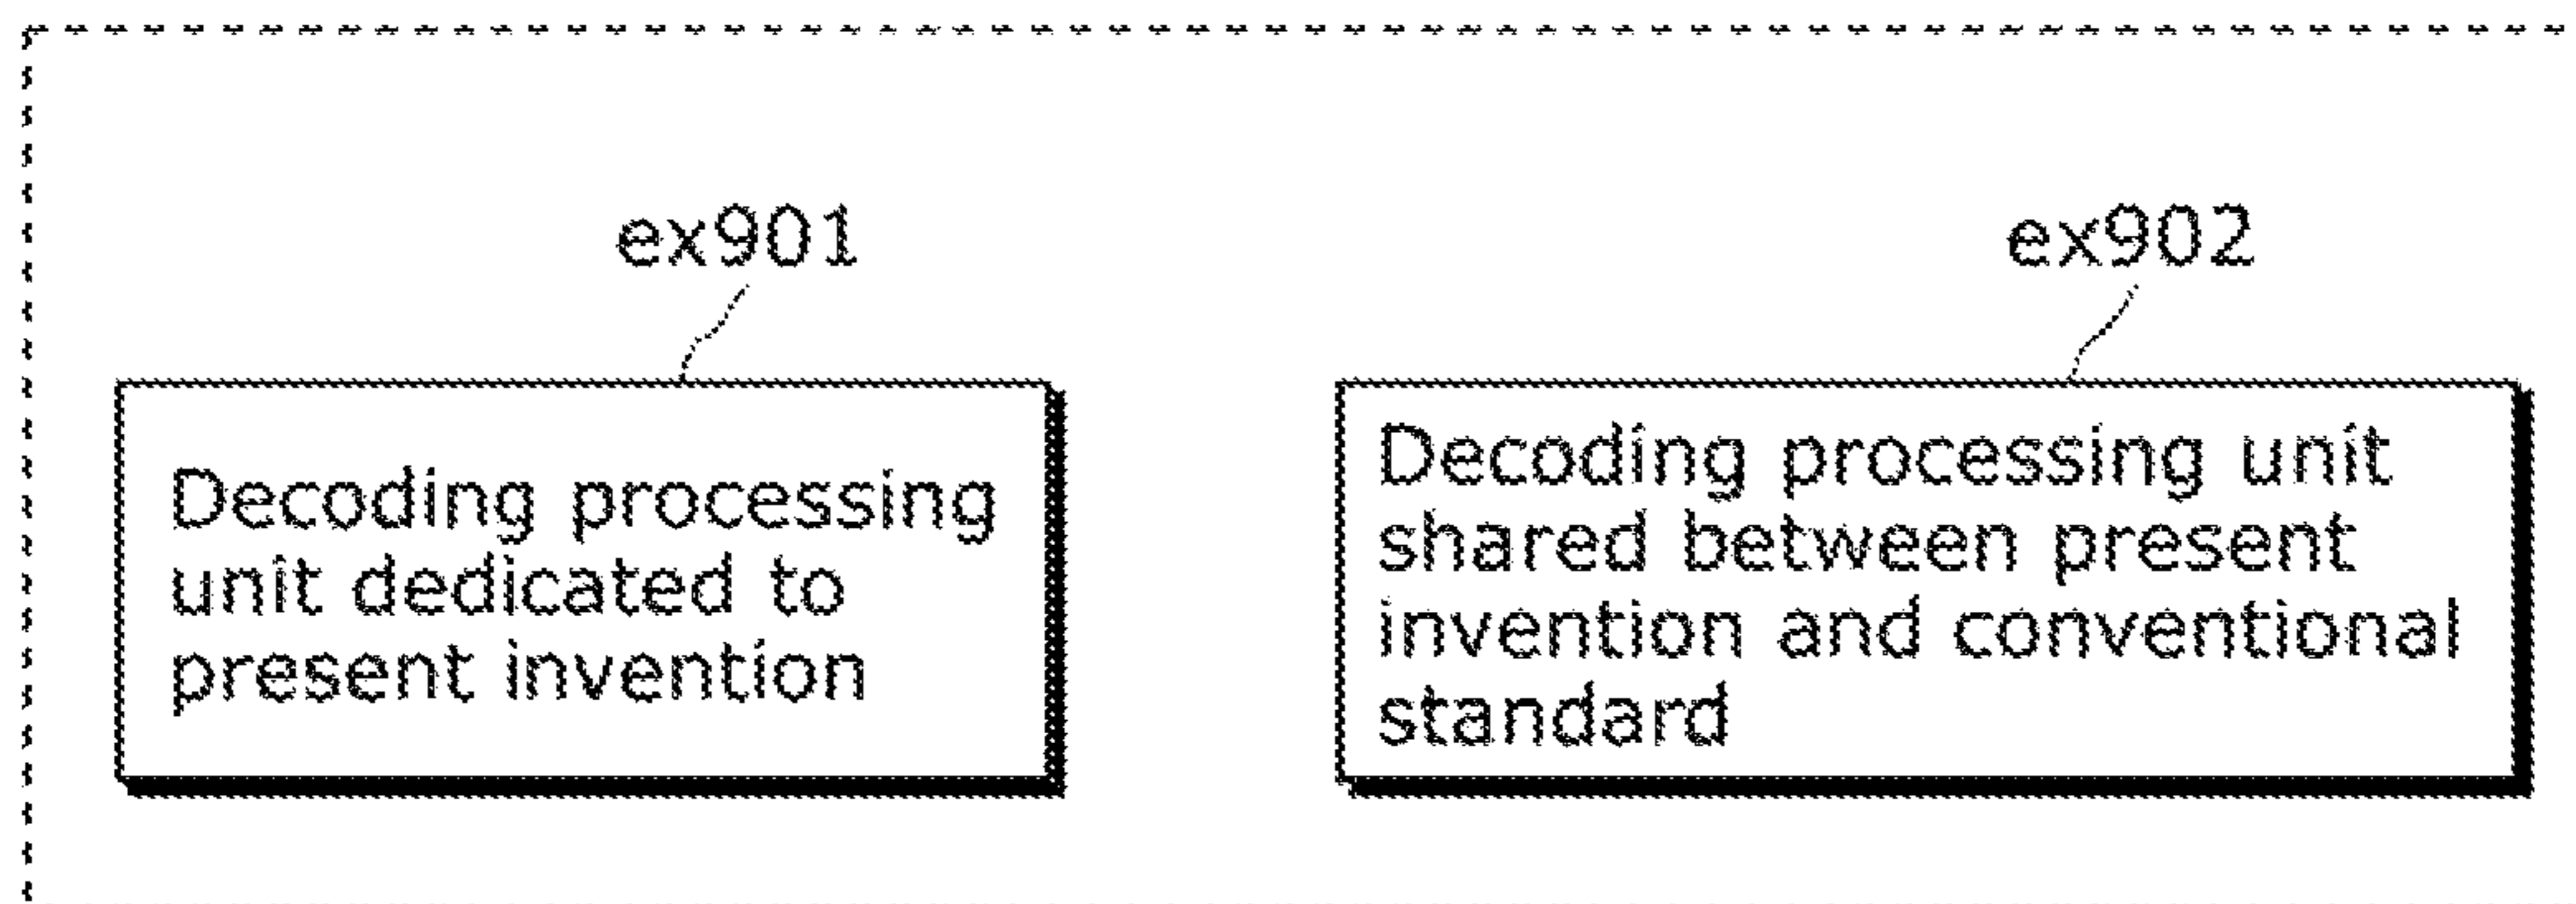 ex901
ex902
Decoding processing
unit dedicated to
present invention
Decoding processing unit
shared between present
invention and conventional
standard